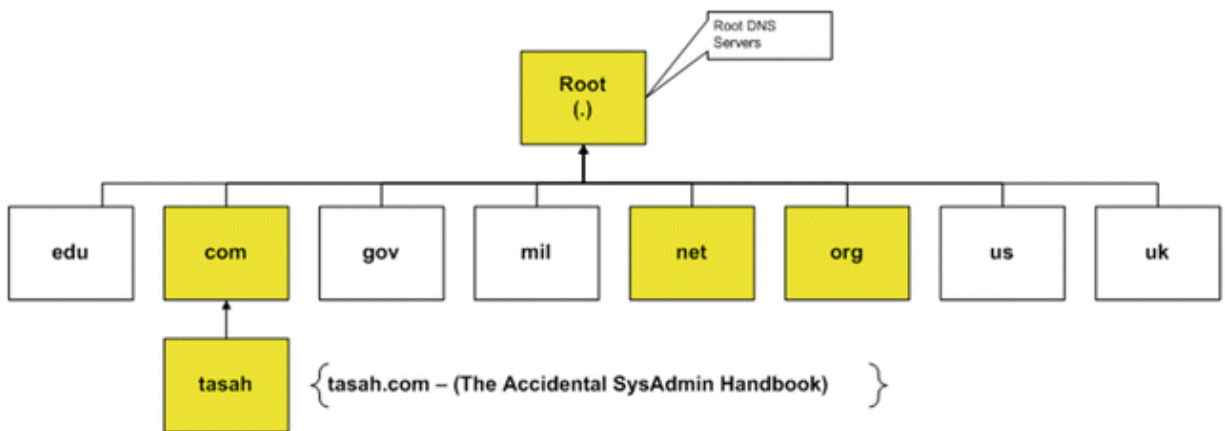 Root DNS
Servers
Root
(.)
edu
com
gov
mil
net
org
us
uk
tasah
{tasah.com – (The Accidental SysAdmin Handbook) }